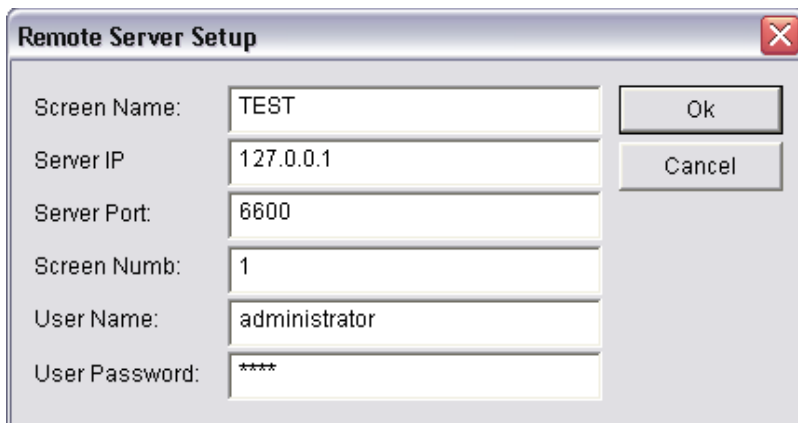 Remote Server Setup
Screen Name: TEST Ok
Server IP 127.0.0.1 Cancel
Server Port: 6600
Screen Numb: 1
User Name: administrator
User Password: ****